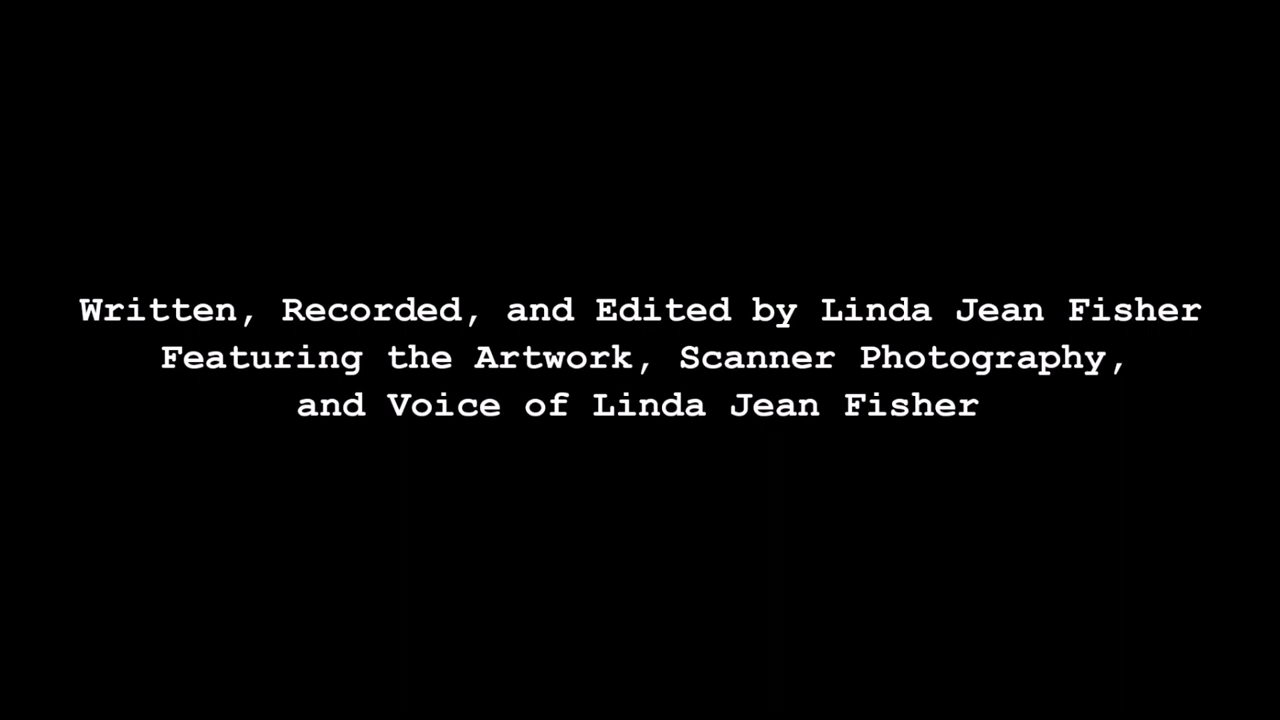 Written, Recorded, and Edited by Linda Jean Fisher
Featuring the Artwork, Scanner Photography,
and Voice of Linda Jean Fisher